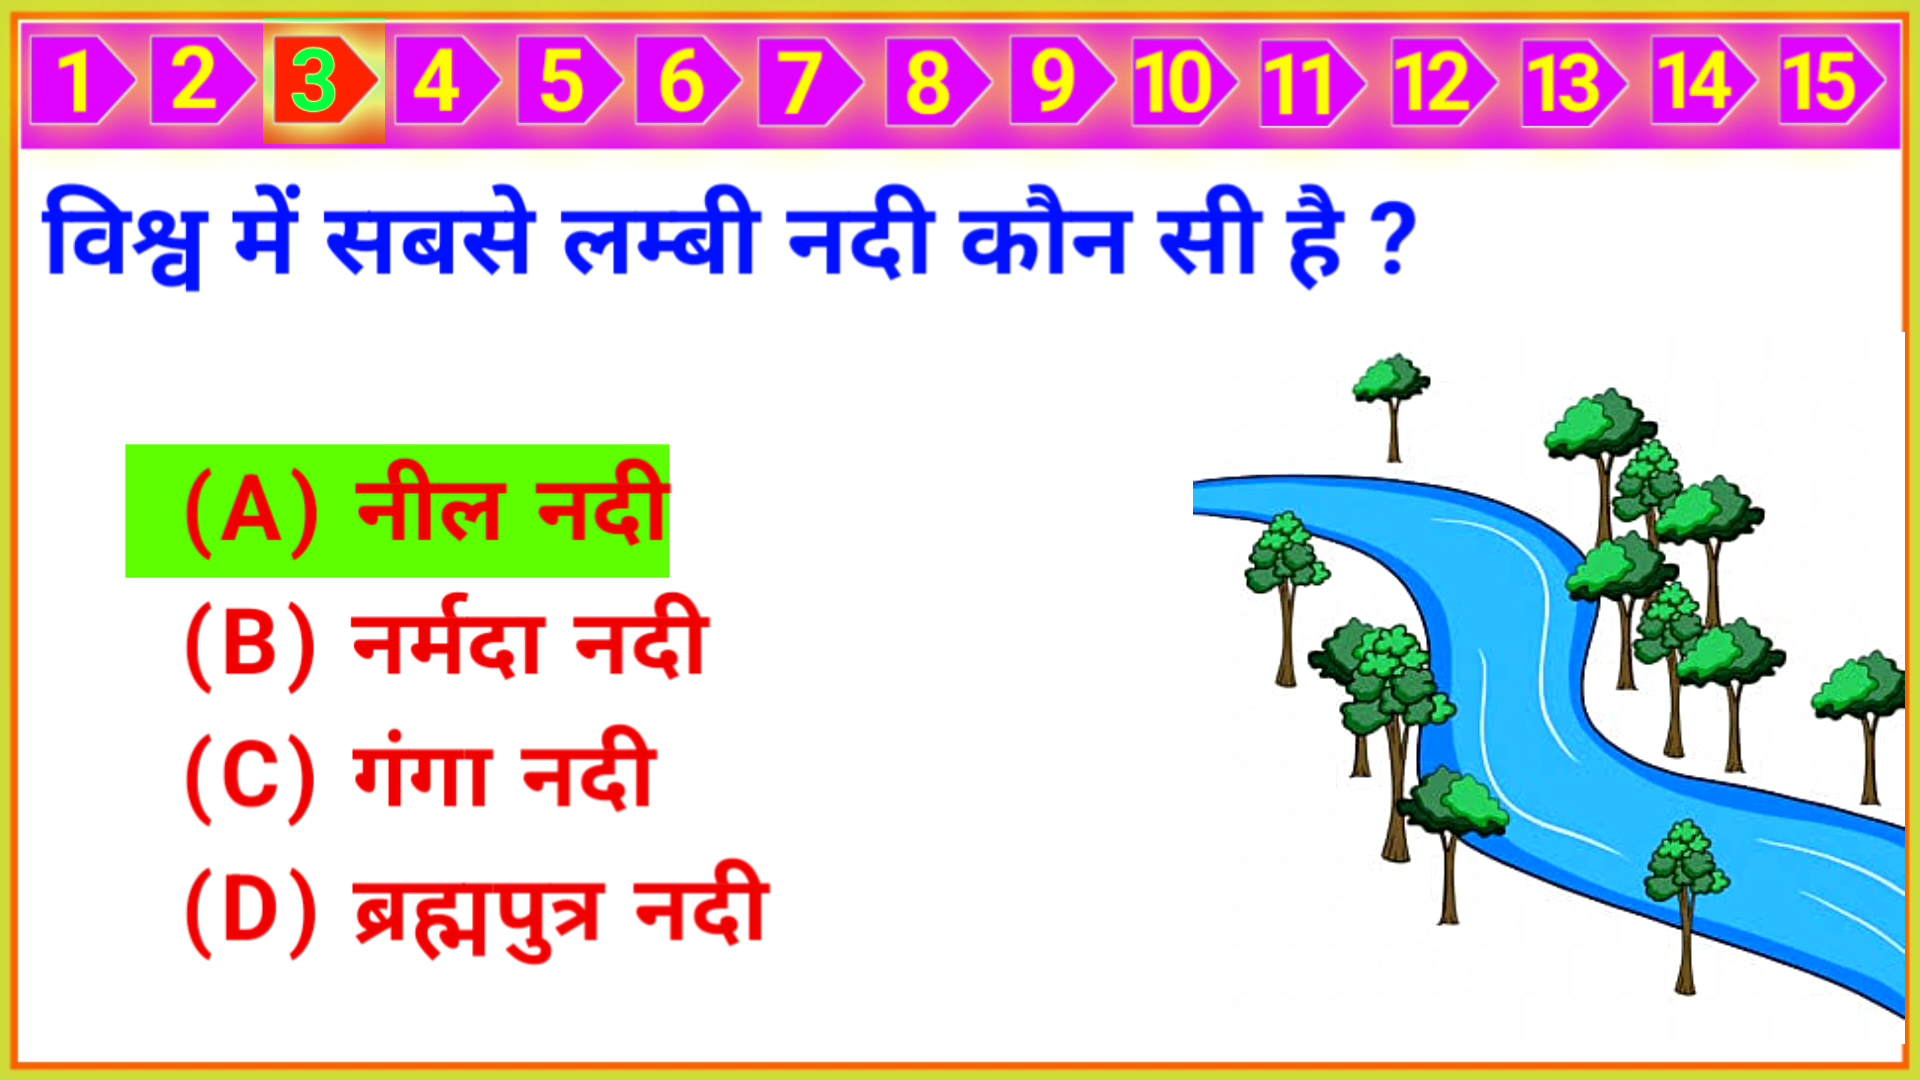 1 2 3 4 5 6 7 8 9 10 11 12 13 14 15
विश्व में सबसे लम्बी नदी कौन सी है ?
(A) नील नदी
(B) नर्मदा नदी
(C) गंगा नदी
(D) ब्रह्मपुत्र नदी